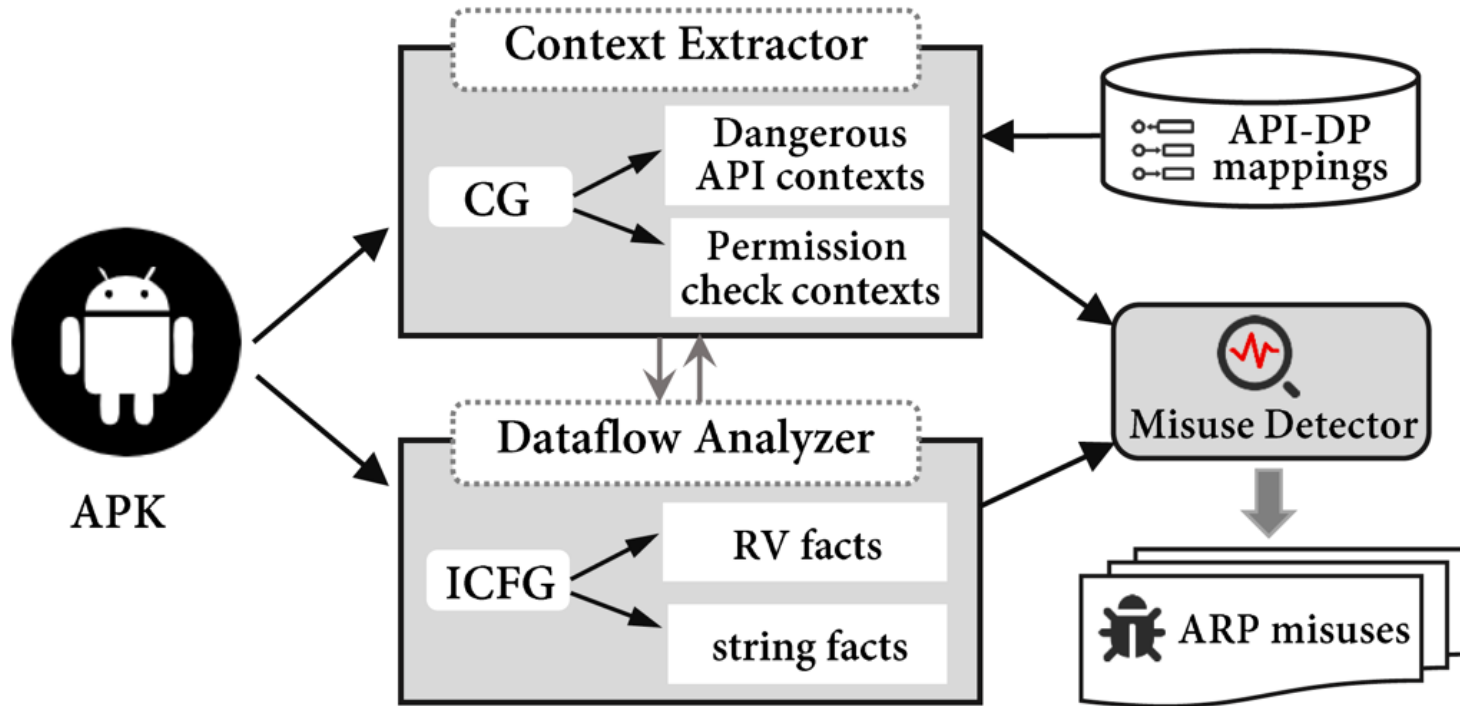 Context Extractor
CG
Dangerous
API contexts
Permission
check contexts
API-DP
mappings
APK
Dataflow Analyzer
ICFG
RV facts
string facts
Misuse Detector
ARP misuses